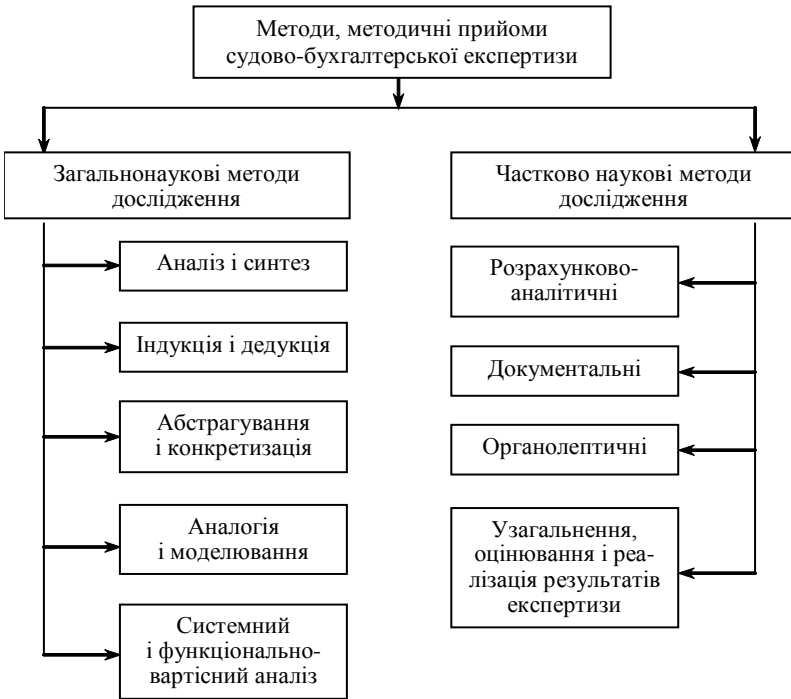 Методи, методичні прийоми
судово-бухгалтерської експертизи
Загальнонаукові методи
дослідження
Аналіз і синтез
Індукція і дедукція
Абстрагування
і конкретизація
Аналогія
і моделювання
Системний
і функціонально-
вартісний аналіз
Частково наукові методи
дослідження
Розрахунково-
аналітичні
Документальні
Органолептичні
Узагальнення,
оцінювання і реа-
лізація результатів
експертизи